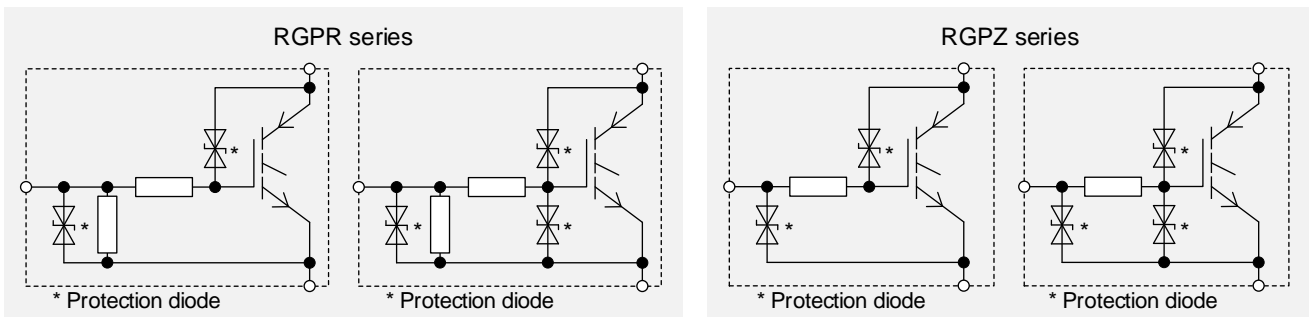 RGPR series
*
*
*
*
*
* Protection diode
* Protection diode
RGPZ series
*
*
*
*
*
* Protection diode
* Protection diode